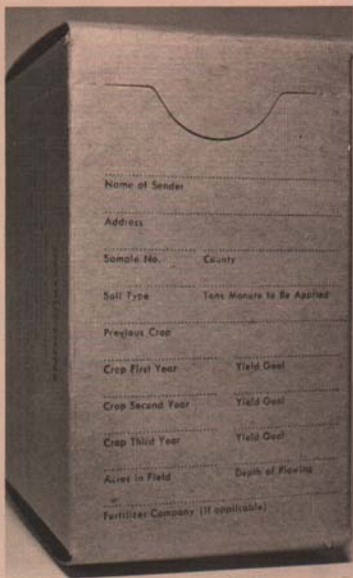 Name of Sender
Address
Sample No. County
Soil Type Tons Manure to Be Applied
Previous Crop
Crop First Year Yield Goal
Crop Second Year Yield Goal
Crop Third Year Yield Goal
Acres in Field Depth of Plowing
Fertilizer Company (If applicable)